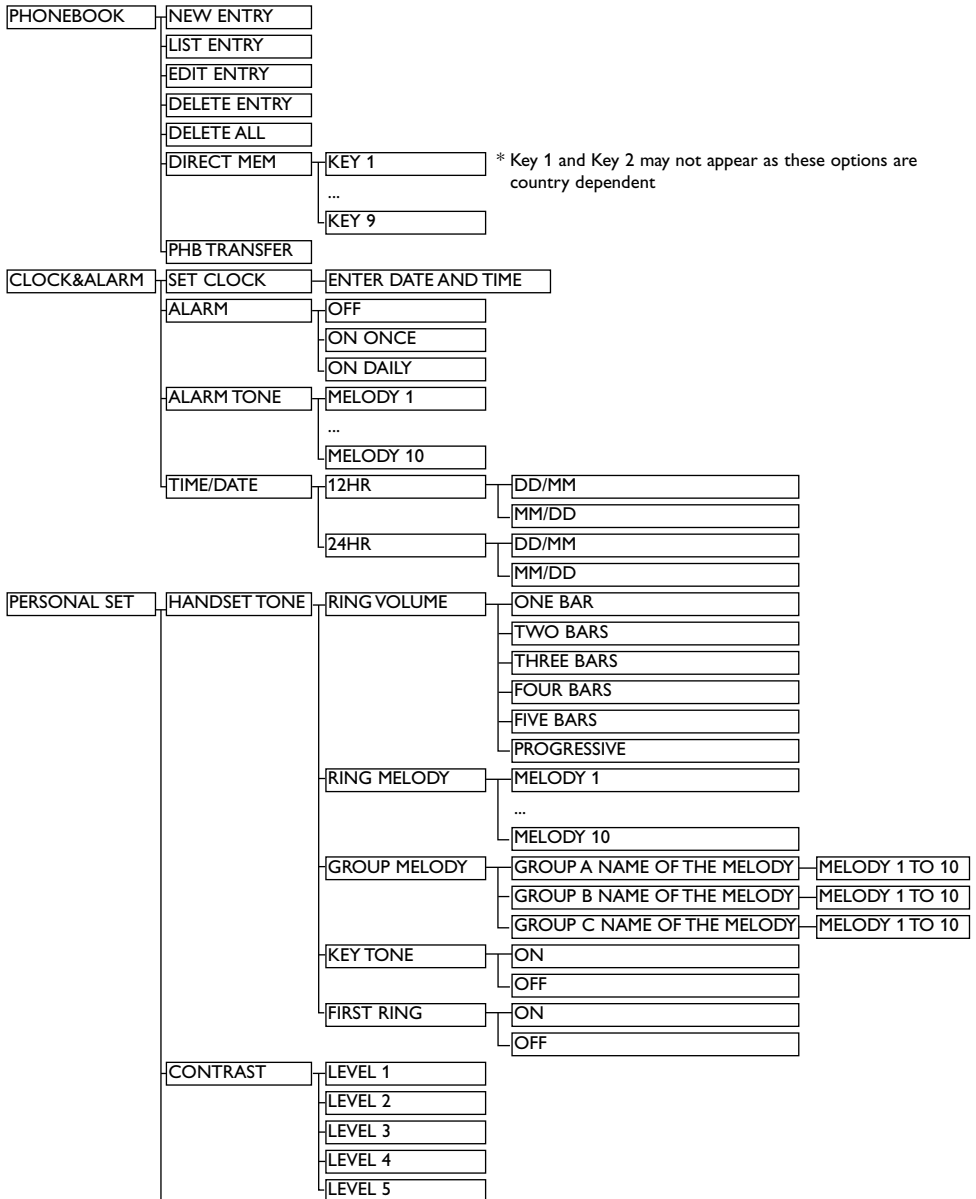 PHONEBOOK NEW ENTRY
LIST ENTRY
EDIT ENTRY
DELETE ENTRY
DELETE ALL
DIRECT MEM KEY 1 * Key 1 and Key 2 may not appear as these options are
... country dependent
KEY 9
PHB TRANSFER
CLOCK&ALARM SET CLOCK ENTER DATE AND TIME
ALARM OFF
ON ONCE
ON DAILY
ALARM TONE MELODY 1
...
MELODY 10
TIME/DATE 12HR DD/MM
MM/DD
24HR DD/MM
MM/DD
PERSONAL SET HANDSET TONE RING VOLUME ONE BAR
TWO BARS
THREE BARS
FOUR BARS
FIVE BARS
PROGRESSIVE
RING MELODY MELODY 1
...
MELODY 10
GROUP MELODY GROUP A NAME OF THE MELODY MELODY 1 TO 10
GROUP B NAME OF THE MELODY MELODY 1 TO 10
GROUP C NAME OF THE MELODY MELODY 1 TO 10
KEY TONE ON
OFF
FIRST RING ON
OFF
CONTRAST LEVEL 1
LEVEL 2
LEVEL 3
LEVEL 4
LEVEL 5